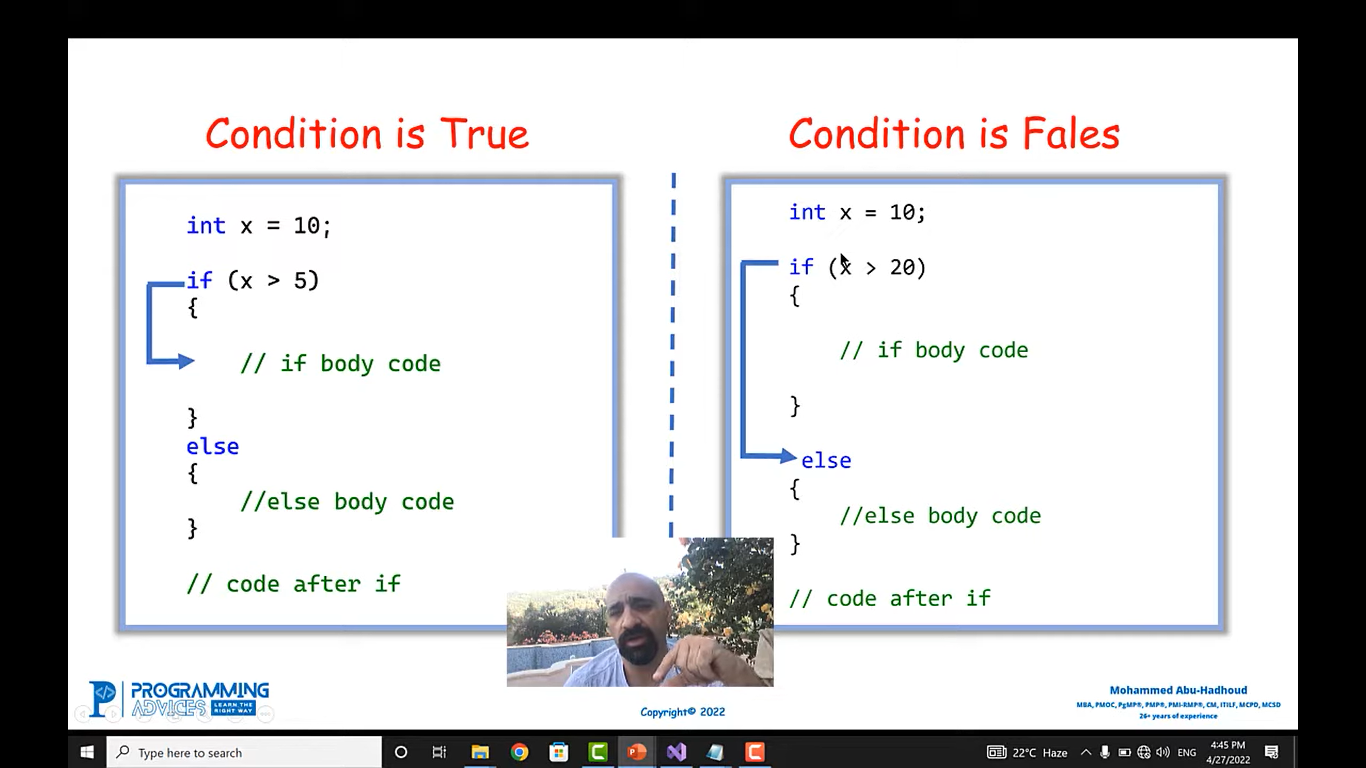 Condition is True
int x = 10;
if (x > 5)
{
// if body code
}
else
{
//else body code
}
// code after if
Condition is Fales
int x = 10;
if (x > 20)
{
// if body code
}
else
{
//else body code
}
// code after if
PROGRAMMING
ADVICES
LEARN THE
RIGHT WAY
Copyright© 2022
Mohammed Abu-Hadhoud
MBA, PMOC, PgMP®, PMP®, PMI-RMP®, CM, ITILF, MCPD, MCSD
26+ years of experience
Type here to search
22°C Haze
ENG
4:45 PM
4/27/2022